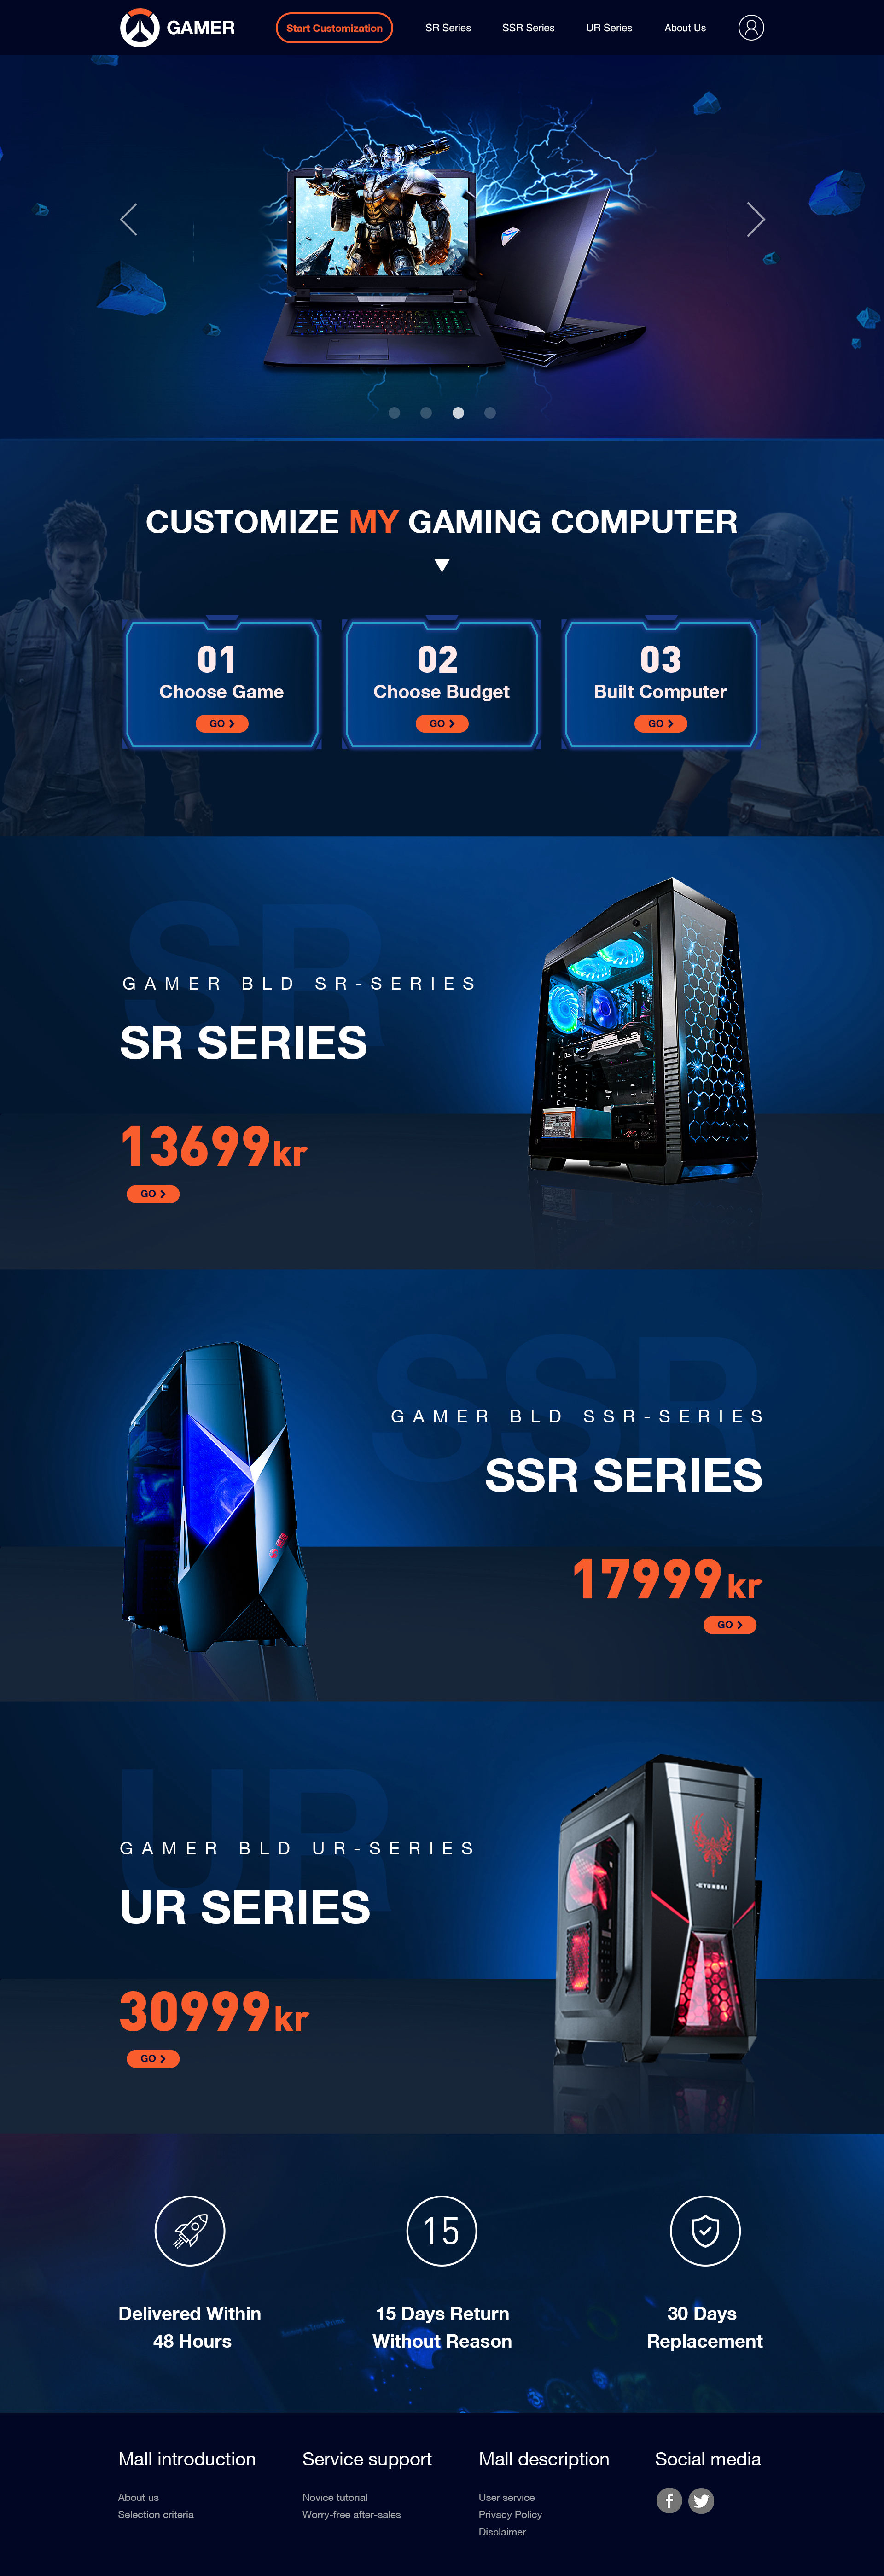 GAMER
Start Customization
SR Series
SSR Series
UR Series
About Us
CUSTOMIZE MY GAMING COMPUTER
01
Choose Game
GO
02
Choose Budget
GO
03
Built Computer
GO
SR
GAMER BLD SR-SERIES
SR SERIES
13699kr
GO
SSR
GAMER BLD SSR-SERIES
SSR SERIES
17999kr
GO
UR
GAMER BLD UR-SERIES
UR SERIES
HYUNDAI
30999kr
GO
15
Delivered Within
48 Hours
15 Days Return
Without Reason
30 Days
Replacement
Mall introduction
About us
Selection criteria
Service support
Novice tutorial
Worry-free after-sales
Mall description
User service
Privacy Policy
Disclaimer
Social media